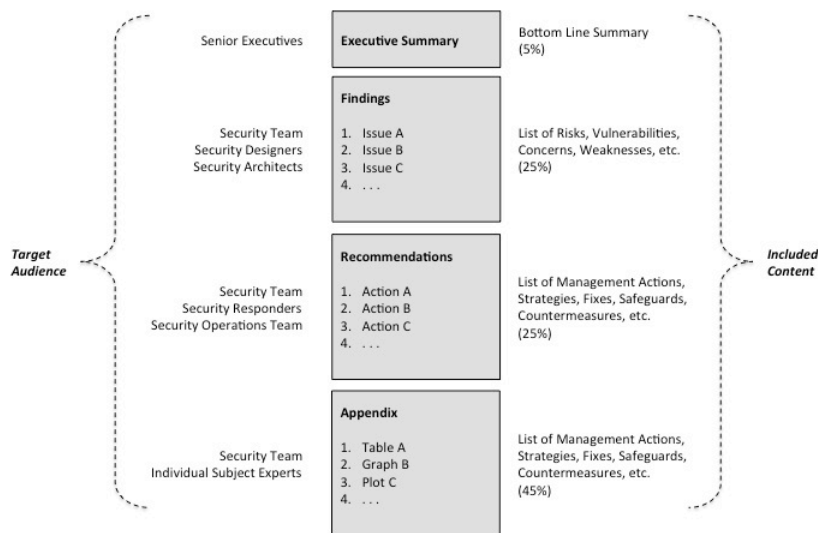 Senior Executives
Executive Summary
Bottom Line Summary
(5%)
Findings
Security Team
Security Designers
Security Architects
1. Issue A
2. Issue B
3. Issue C
4. . . .
List of Risks, Vulnerabilities,
Concerns, Weaknesses, etc.
(25%)
Target
Audience
Included
Content
Recommendations
Security Team
Security Responders
Security Operations Team
1. Action A
2. Action B
3. Action C
4. . . .
List of Management Actions,
Strategies, Fixes, Safeguards,
Countermeasures, etc.
(25%)
Appendix
Security Team
Individual Subject Experts
1. Table A
2. Graph B
3. Plot C
4. . . .
List of Management Actions,
Strategies, Fixes, Safeguards,
Countermeasures, etc.
(45%)